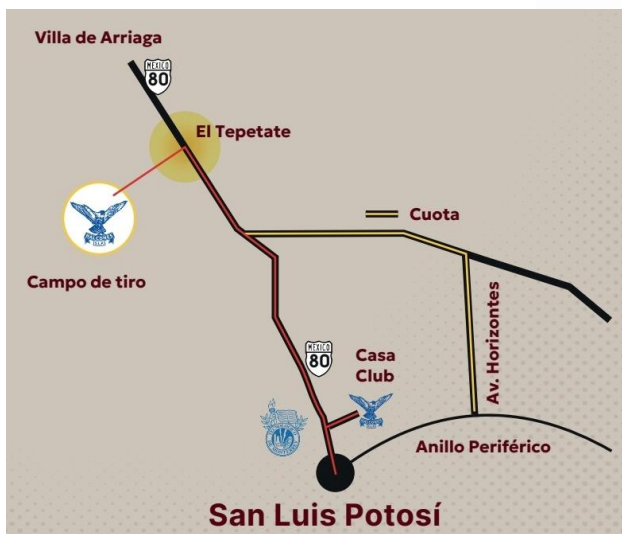 Villa de Arriaga
MEXICO
80
El Tepetate
Cuota
Campo de tiro
Av. Horizontes
MEXICO
80
Casa
Club
Anillo Periférico
San Luis Potosí